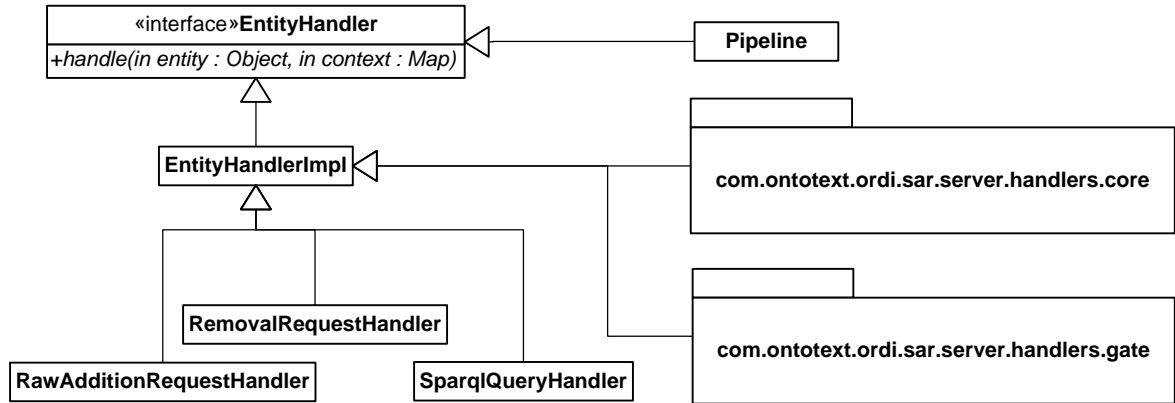 «interface»EntityHandler
+handle(in entity : Object, in context : Map)
Pipeline
EntityHandlerImpl
com.ontotext.ordi.sar.server.handlers.core
RemovalRequestHandler
com.ontotext.ordi.sar.server.handlers.gate
RawAdditionRequestHandler
SparqlQueryHandler